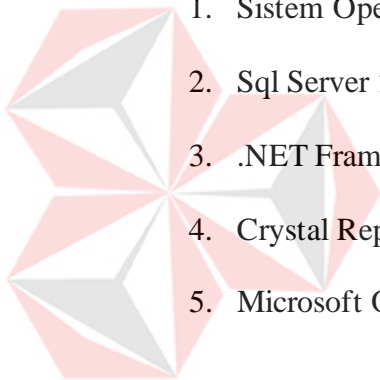 1. Sistem Ope
2. Sql Server
3. .NET Fram
4. Crystal Rep
5. Microsoft